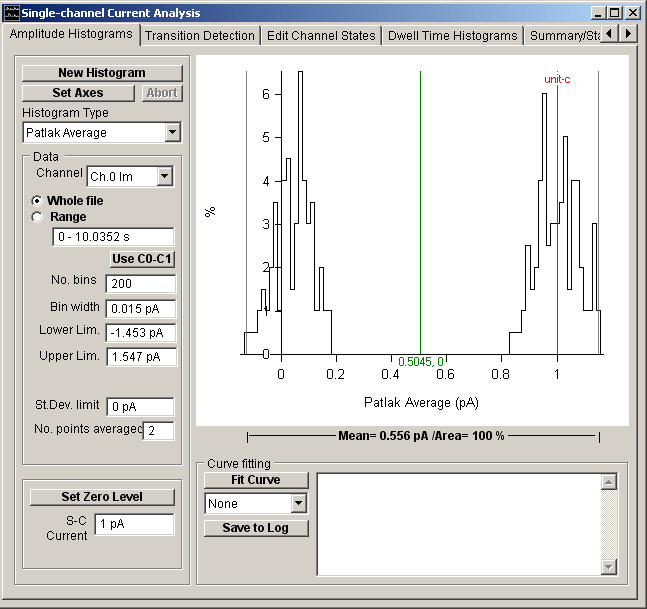 Single-channel Current Analysis
Amplitude Histograms
Transition Detection
Edit Channel States
Dwell Time Histograms
Summary/Sta
New Histogram
Set Axes
Abort
Histogram Type
Patlak Average
Data
Channel
Ch.0 Im
Whole file
Range
0 - 10.0352 s
Use C0-C1
No. bins
200
Bin width
0.015 pA
Lower Lim.
-1.453 pA
Upper Lim.
1.547 pA
St.Dev. limit
0 pA
No. points averaged
2
Set Zero Level
S-C
Current
1 pA
unit-c
6
5
4
3
2
1
0
%
0.5045, 0
0
0.2
0.4
0.6
0.8
1
Patlak Average (pA)
Mean= 0.556 pA /Area= 100 %
Curve fitting
Fit Curve
None
Save to Log